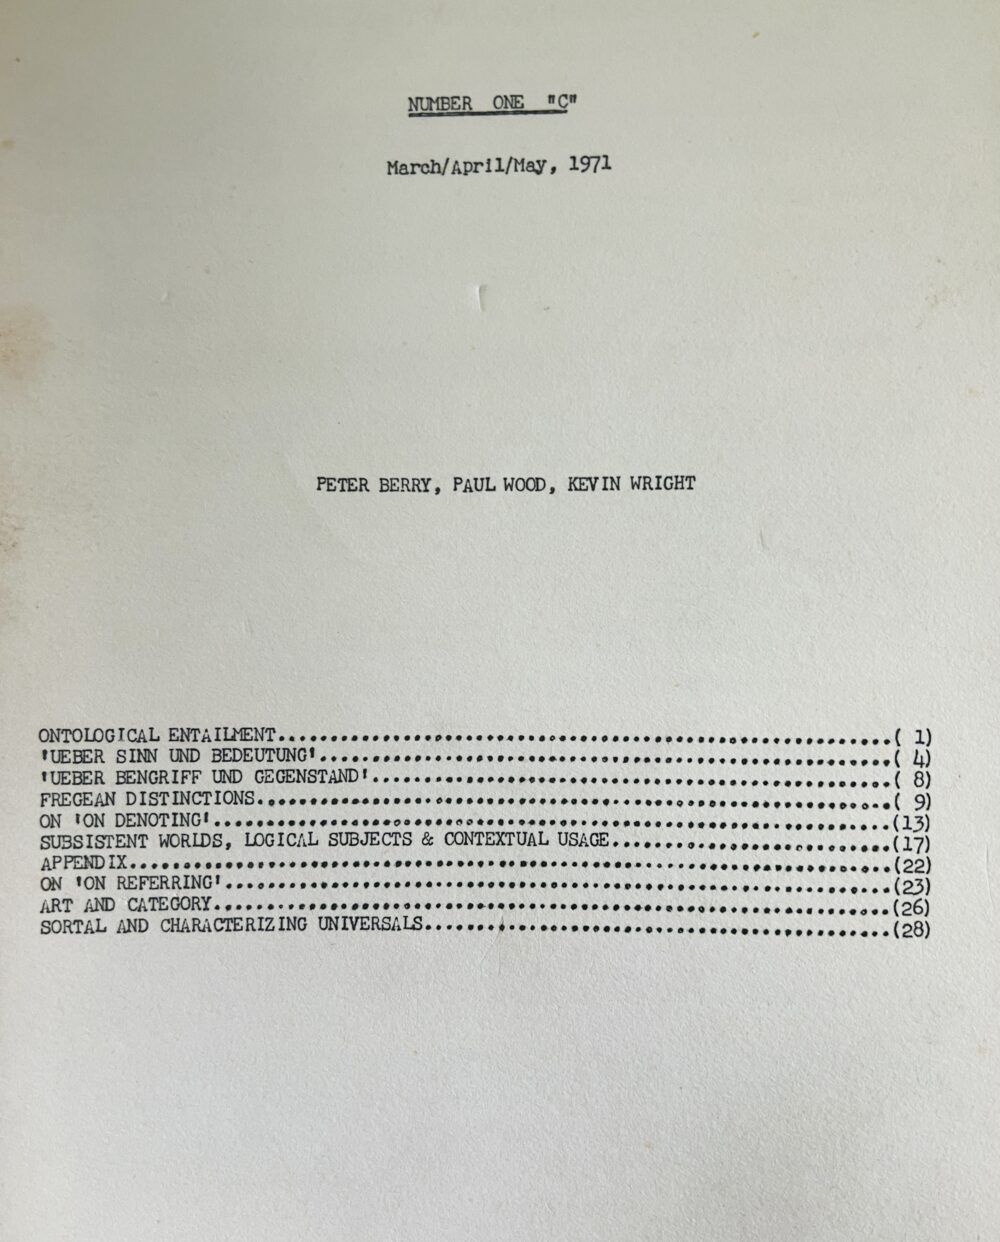 NUMBER ONE "C"
March/April/May, 1971
PETER BERRY, PAUL WOOD, KEVIN WRIGHT
ONTOLOGICAL ENTAILMENT..........................................................( 1)
'UEBER SINN UND BEDEUTUNG'......................................................( 4)
'UEBER BENGRIFF UND GEGENSTAND'.................................................( 8)
FREGEAN DISTINCTIONS............................................................( 9)
ON 'ON DENOTING'................................................................(13)
SUBSISTENT WORLDS, LOGICAL SUBJECTS & CONTEXTUAL USAGE..........................(17)
APPENDIX........................................................................(22)
ON 'ON REFERRING'...............................................................(23)
ART AND CATEGORY................................................................(26)
SORTAL AND CHARACTERIZING UNIVERSALS............................................(28)